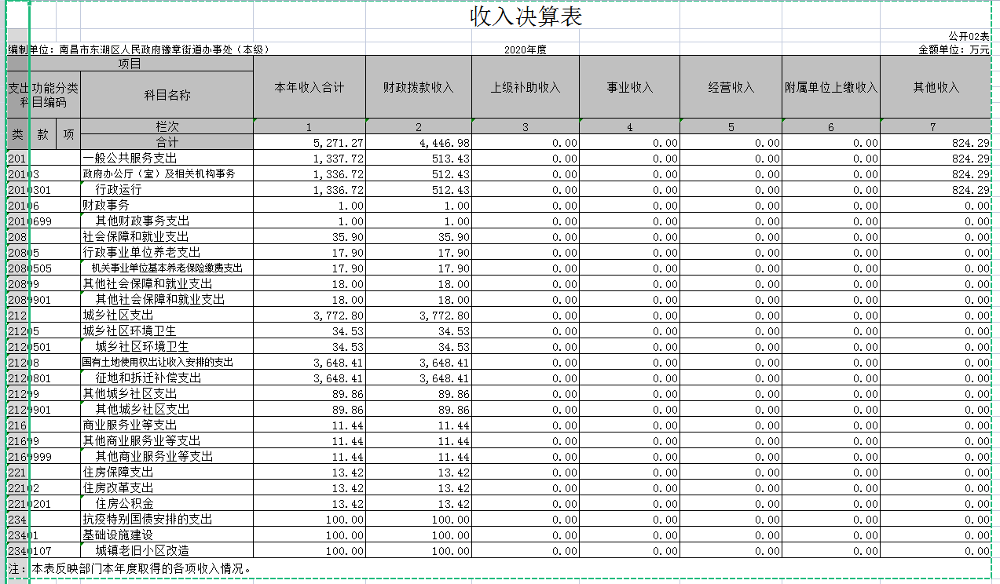 收入决算表
公开02表
编制单位：南昌市东湖区人民政府豫章街道办事处（本级） 2020年度 金额单位：万元
项目 本年收入合计 财政拨款收入 上级补助收入 事业收入 经营收入 附属单位上缴收入 其他收入
支出功能分类科目编码 科目名称
类 款 项 栏次 1 2 3 4 5 6 7
合计 5,271.27 4,446.98 0.00 0.00 0.00 0.00 824.29
201 一般公共服务支出 1,337.72 513.43 0.00 0.00 0.00 0.00 824.29
20103 政府办公厅（室）及相关机构事务 1,336.72 512.43 0.00 0.00 0.00 0.00 824.29
2010301 行政运行 1,336.72 512.43 0.00 0.00 0.00 0.00 824.29
20106 财政事务 1.00 1.00 0.00 0.00 0.00 0.00 0.00
2010699 其他财政事务支出 1.00 1.00 0.00 0.00 0.00 0.00 0.00
208 社会保障和就业支出 35.90 35.90 0.00 0.00 0.00 0.00 0.00
20805 行政事业单位养老支出 17.90 17.90 0.00 0.00 0.00 0.00 0.00
2080505 机关事业单位基本养老保险缴费支出 17.90 17.90 0.00 0.00 0.00 0.00 0.00
20899 其他社会保障和就业支出 18.00 18.00 0.00 0.00 0.00 0.00 0.00
2089901 其他社会保障和就业支出 18.00 18.00 0.00 0.00 0.00 0.00 0.00
212 城乡社区支出 3,772.80 3,772.80 0.00 0.00 0.00 0.00 0.00
21205 城乡社区环境卫生 34.53 34.53 0.00 0.00 0.00 0.00 0.00
2120501 城乡社区环境卫生 34.53 34.53 0.00 0.00 0.00 0.00 0.00
21208 国有土地使用权出让收入安排的支出 3,648.41 3,648.41 0.00 0.00 0.00 0.00 0.00
2120801 征地和拆迁补偿支出 3,648.41 3,648.41 0.00 0.00 0.00 0.00 0.00
21299 其他城乡社区支出 89.86 89.86 0.00 0.00 0.00 0.00 0.00
2129901 其他城乡社区支出 89.86 89.86 0.00 0.00 0.00 0.00 0.00
216 商业服务业等支出 11.44 11.44 0.00 0.00 0.00 0.00 0.00
21699 其他商业服务业等支出 11.44 11.44 0.00 0.00 0.00 0.00 0.00
2169999 其他商业服务业等支出 11.44 11.44 0.00 0.00 0.00 0.00 0.00
221 住房保障支出 13.42 13.42 0.00 0.00 0.00 0.00 0.00
22102 住房改革支出 13.42 13.42 0.00 0.00 0.00 0.00 0.00
2210201 住房公积金 13.42 13.42 0.00 0.00 0.00 0.00 0.00
234 抗疫特别国债安排的支出 100.00 100.00 0.00 0.00 0.00 0.00 0.00
23401 基础设施建设 100.00 100.00 0.00 0.00 0.00 0.00 0.00
2340107 城镇老旧小区改造 100.00 100.00 0.00 0.00 0.00 0.00 0.00
注：本表反映部门本年度取得的各项收入情况。